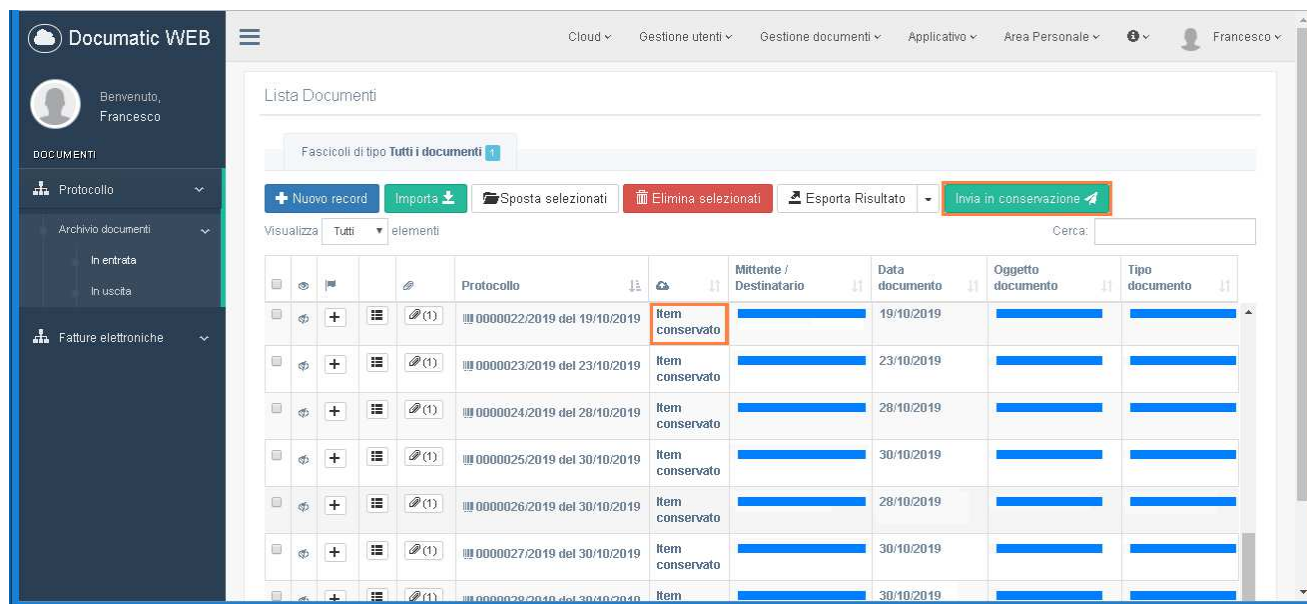 Documatic WEB
Cloud Gestione utenti Gestione documenti Applicativo Area Personale Francesco
Benvenuto,
Francesco
DOCUMENTI
Protocollo
Archivio documenti
In entrata
In uscita
Fatture elettroniche
Lista Documenti
Fascicoli di tipo Tutti i documenti 1
Nuovo record Importa Sposta selezionati Elimina selezionati Esporta Risultato Invia in conservazione
Visualizza Tutti elementi Cerca:
Protocollo Mittente / Destinatario Data documento Oggetto documento Tipo documento
(1) 0000022/2019 del 19/10/2019 Item conservato 19/10/2019
(1) 0000023/2019 del 23/10/2019 Item conservato 23/10/2019
(1) 0000024/2019 del 28/10/2019 Item conservato 28/10/2019
(1) 0000025/2019 del 30/10/2019 Item conservato 30/10/2019
(1) 0000026/2019 del 30/10/2019 Item conservato 28/10/2019
(1) 0000027/2019 del 30/10/2019 Item conservato 30/10/2019
(1) 0000028/2019 del 30/10/2019 Item 30/10/2019